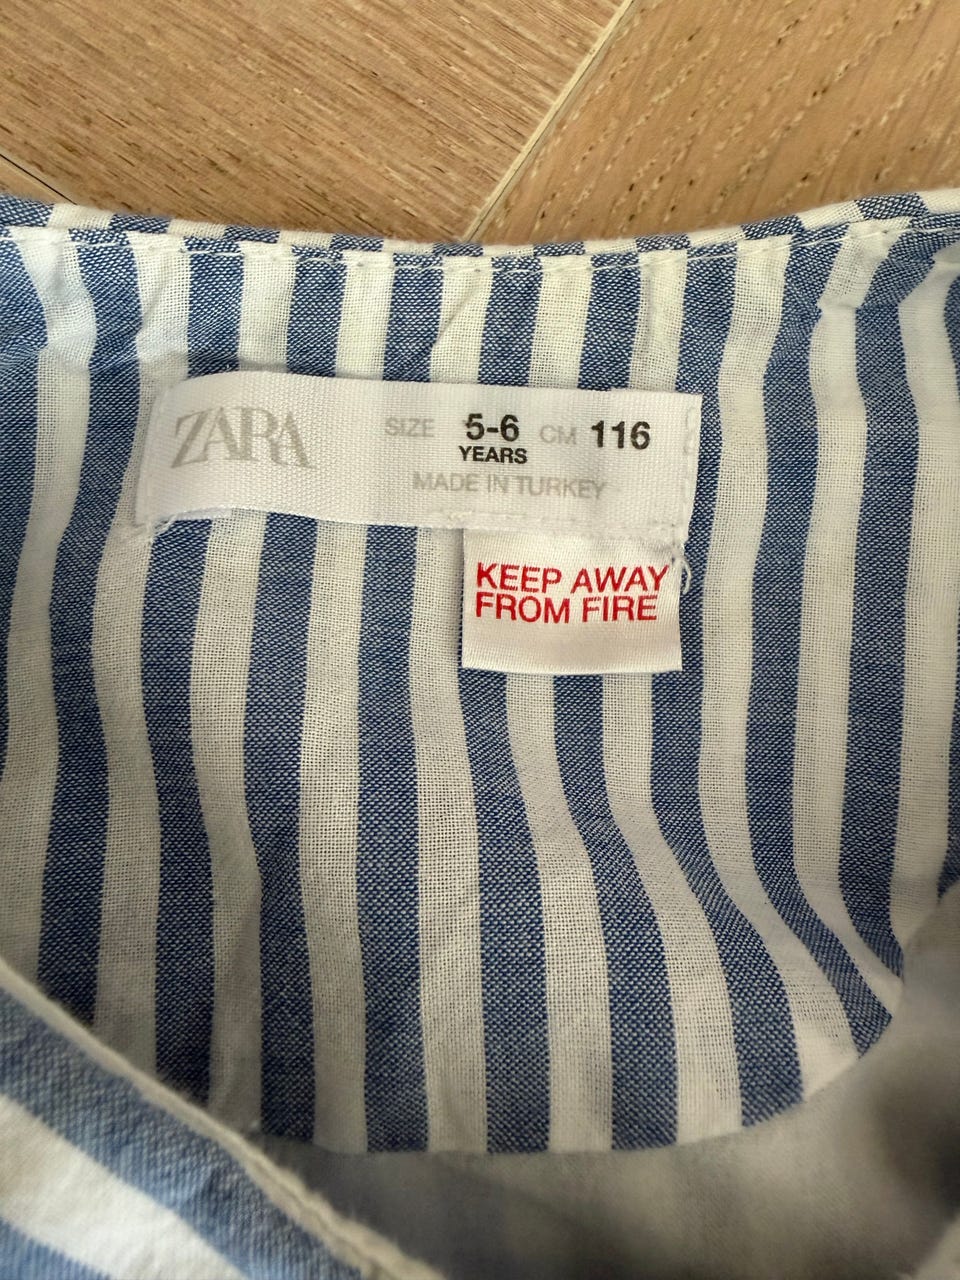 ZARA
SIZE 5-6 YEARS CM 116
MADE IN TURKEY
KEEP AWAY
FROM FIRE